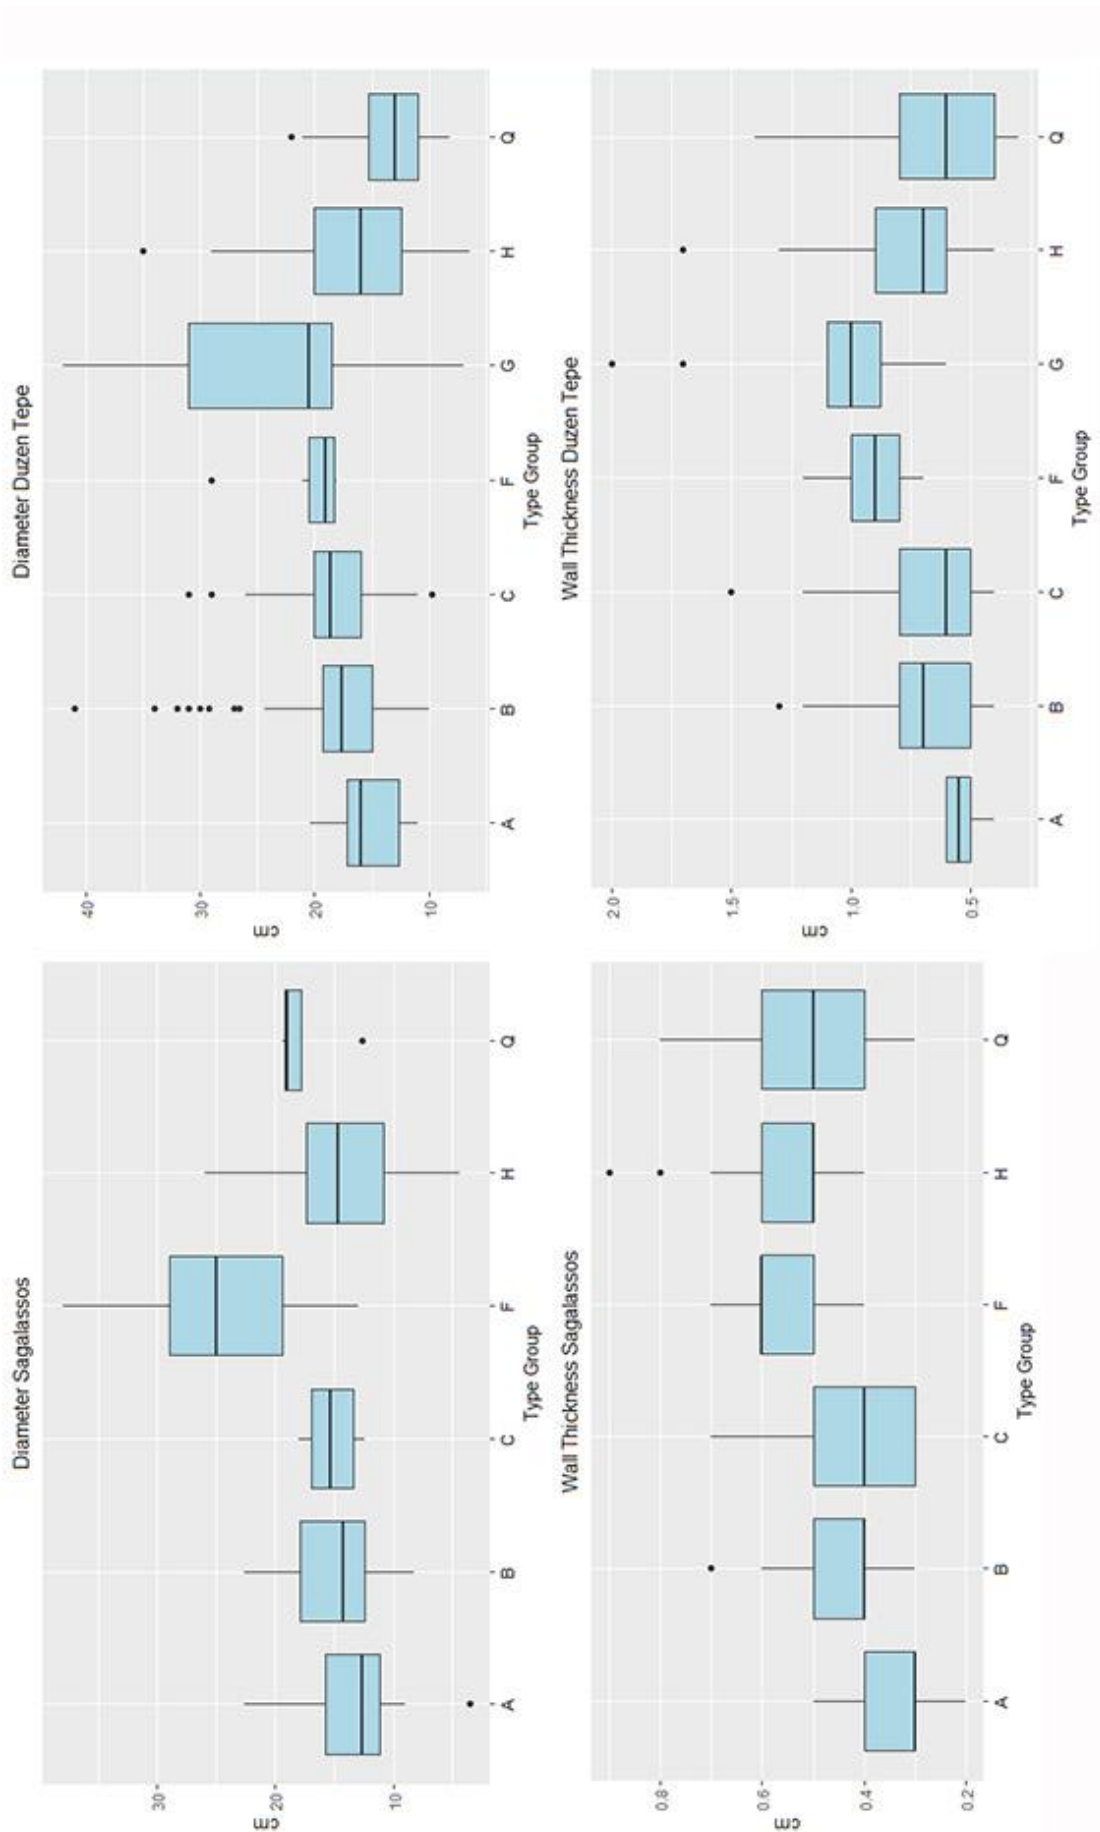 Diameter Sagalassos
cm
30
20
10
A B C F H Q
Type Group
Diameter Duzen Tepe
cm
40
30
20
10
A B C F G H Q
Type Group
Wall Thickness Sagalassos
cm
0.8
0.6
0.4
0.2
A B C F H Q
Type Group
Wall Thickness Duzen Tepe
cm
2.0
1.5
1.0
0.5
A B C F G H Q
Type Group